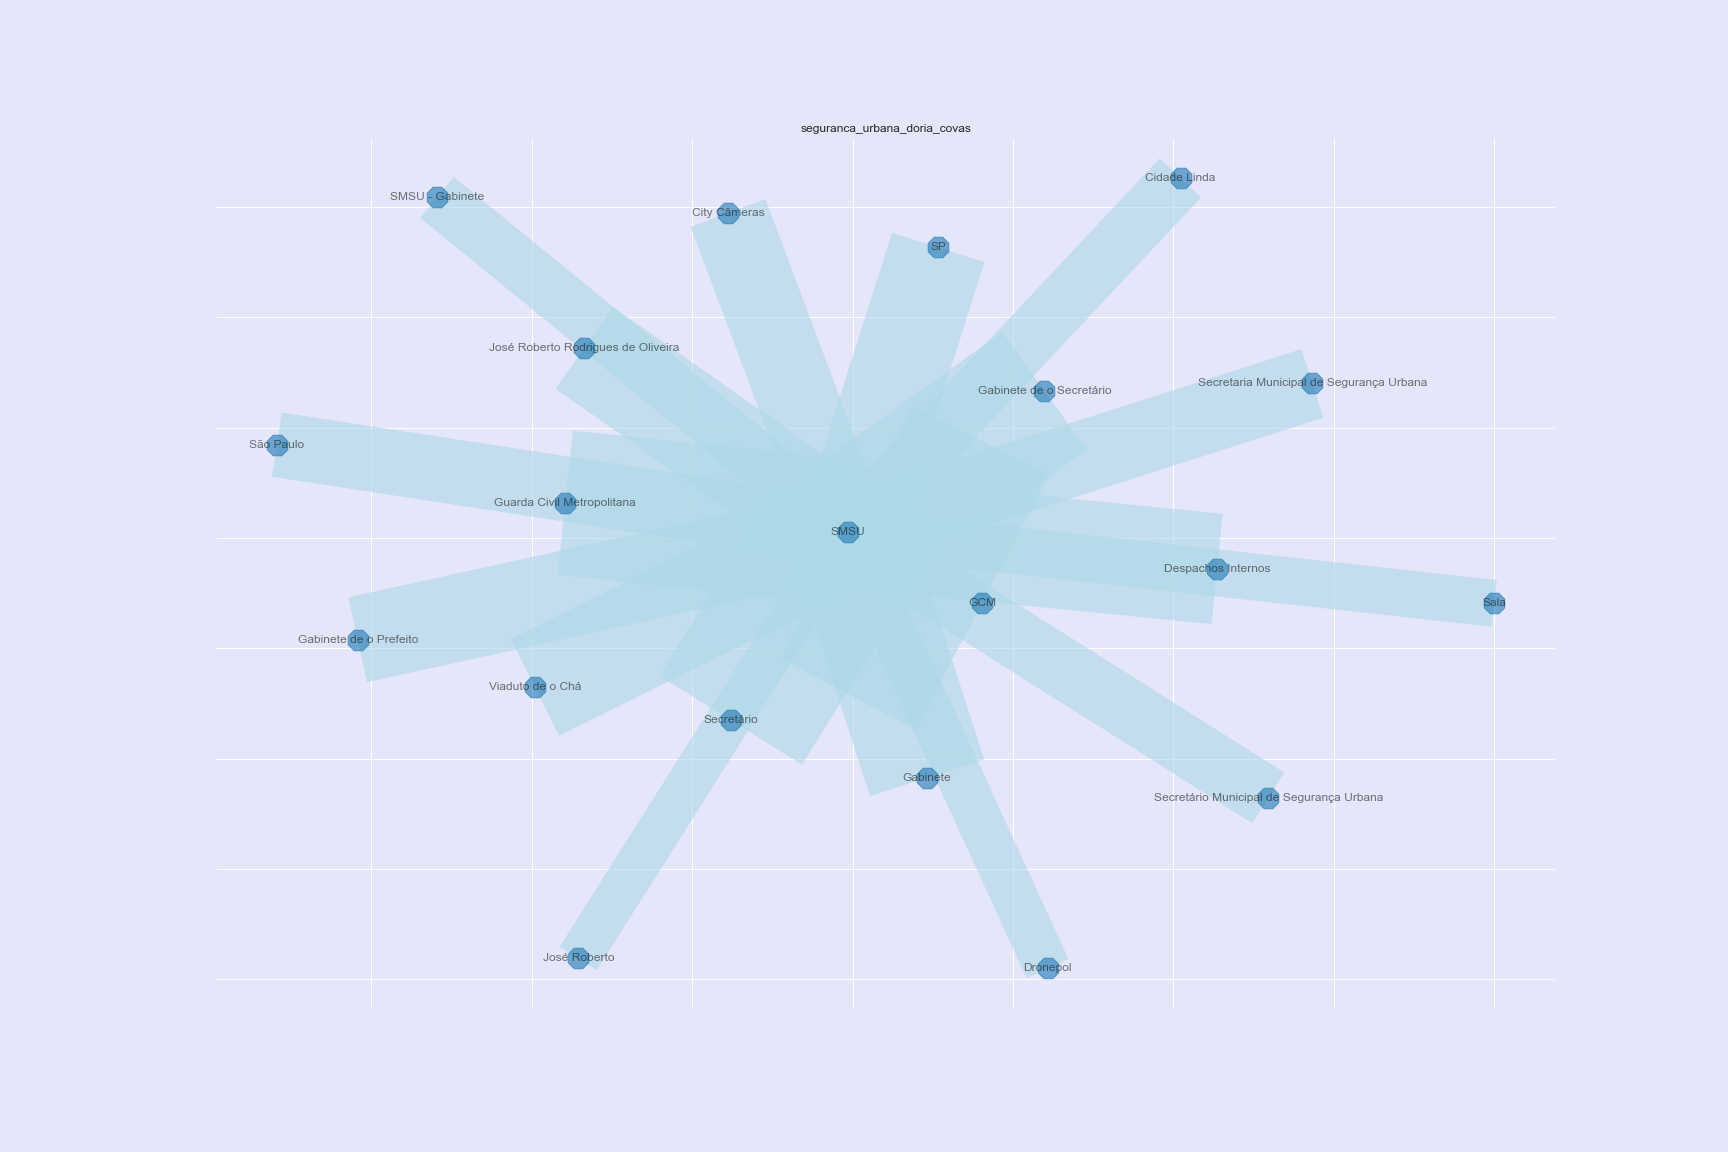 seguranca_urbana_doria_covas
Cidade Linda
SMSU - Gabinete
City Câmeras
SP
José Roberto Rodrigues de Oliveira
Secretaria Municipal de Segurança Urbana
Gabinete de o Secretário
São Paulo
Guarda Civil Metropolitana
SMSU
Despachos Internos
GCM
Sala
Gabinete de o Prefeito
Viaduto de o Chá
Secretário
Gabinete
Secretário Municipal de Segurança Urbana
José Roberto
Dronepol